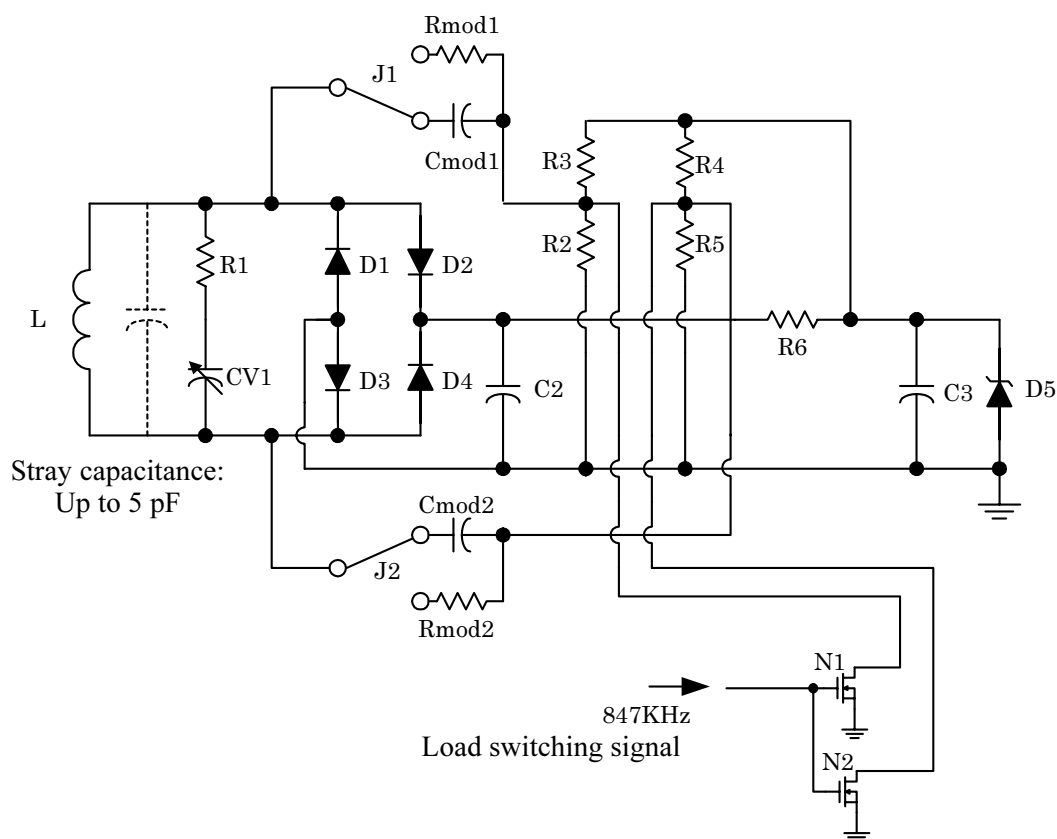 Rmod1
J1
Cmod1
R3
R4
R2
R5
R1
D1
D2
L
R6
CV1
D3
D4
C2
C3
D5
Stray capacitance:
Up to 5 pF
Cmod2
J2
Rmod2
N1
847KHz
Load switching signal
N2